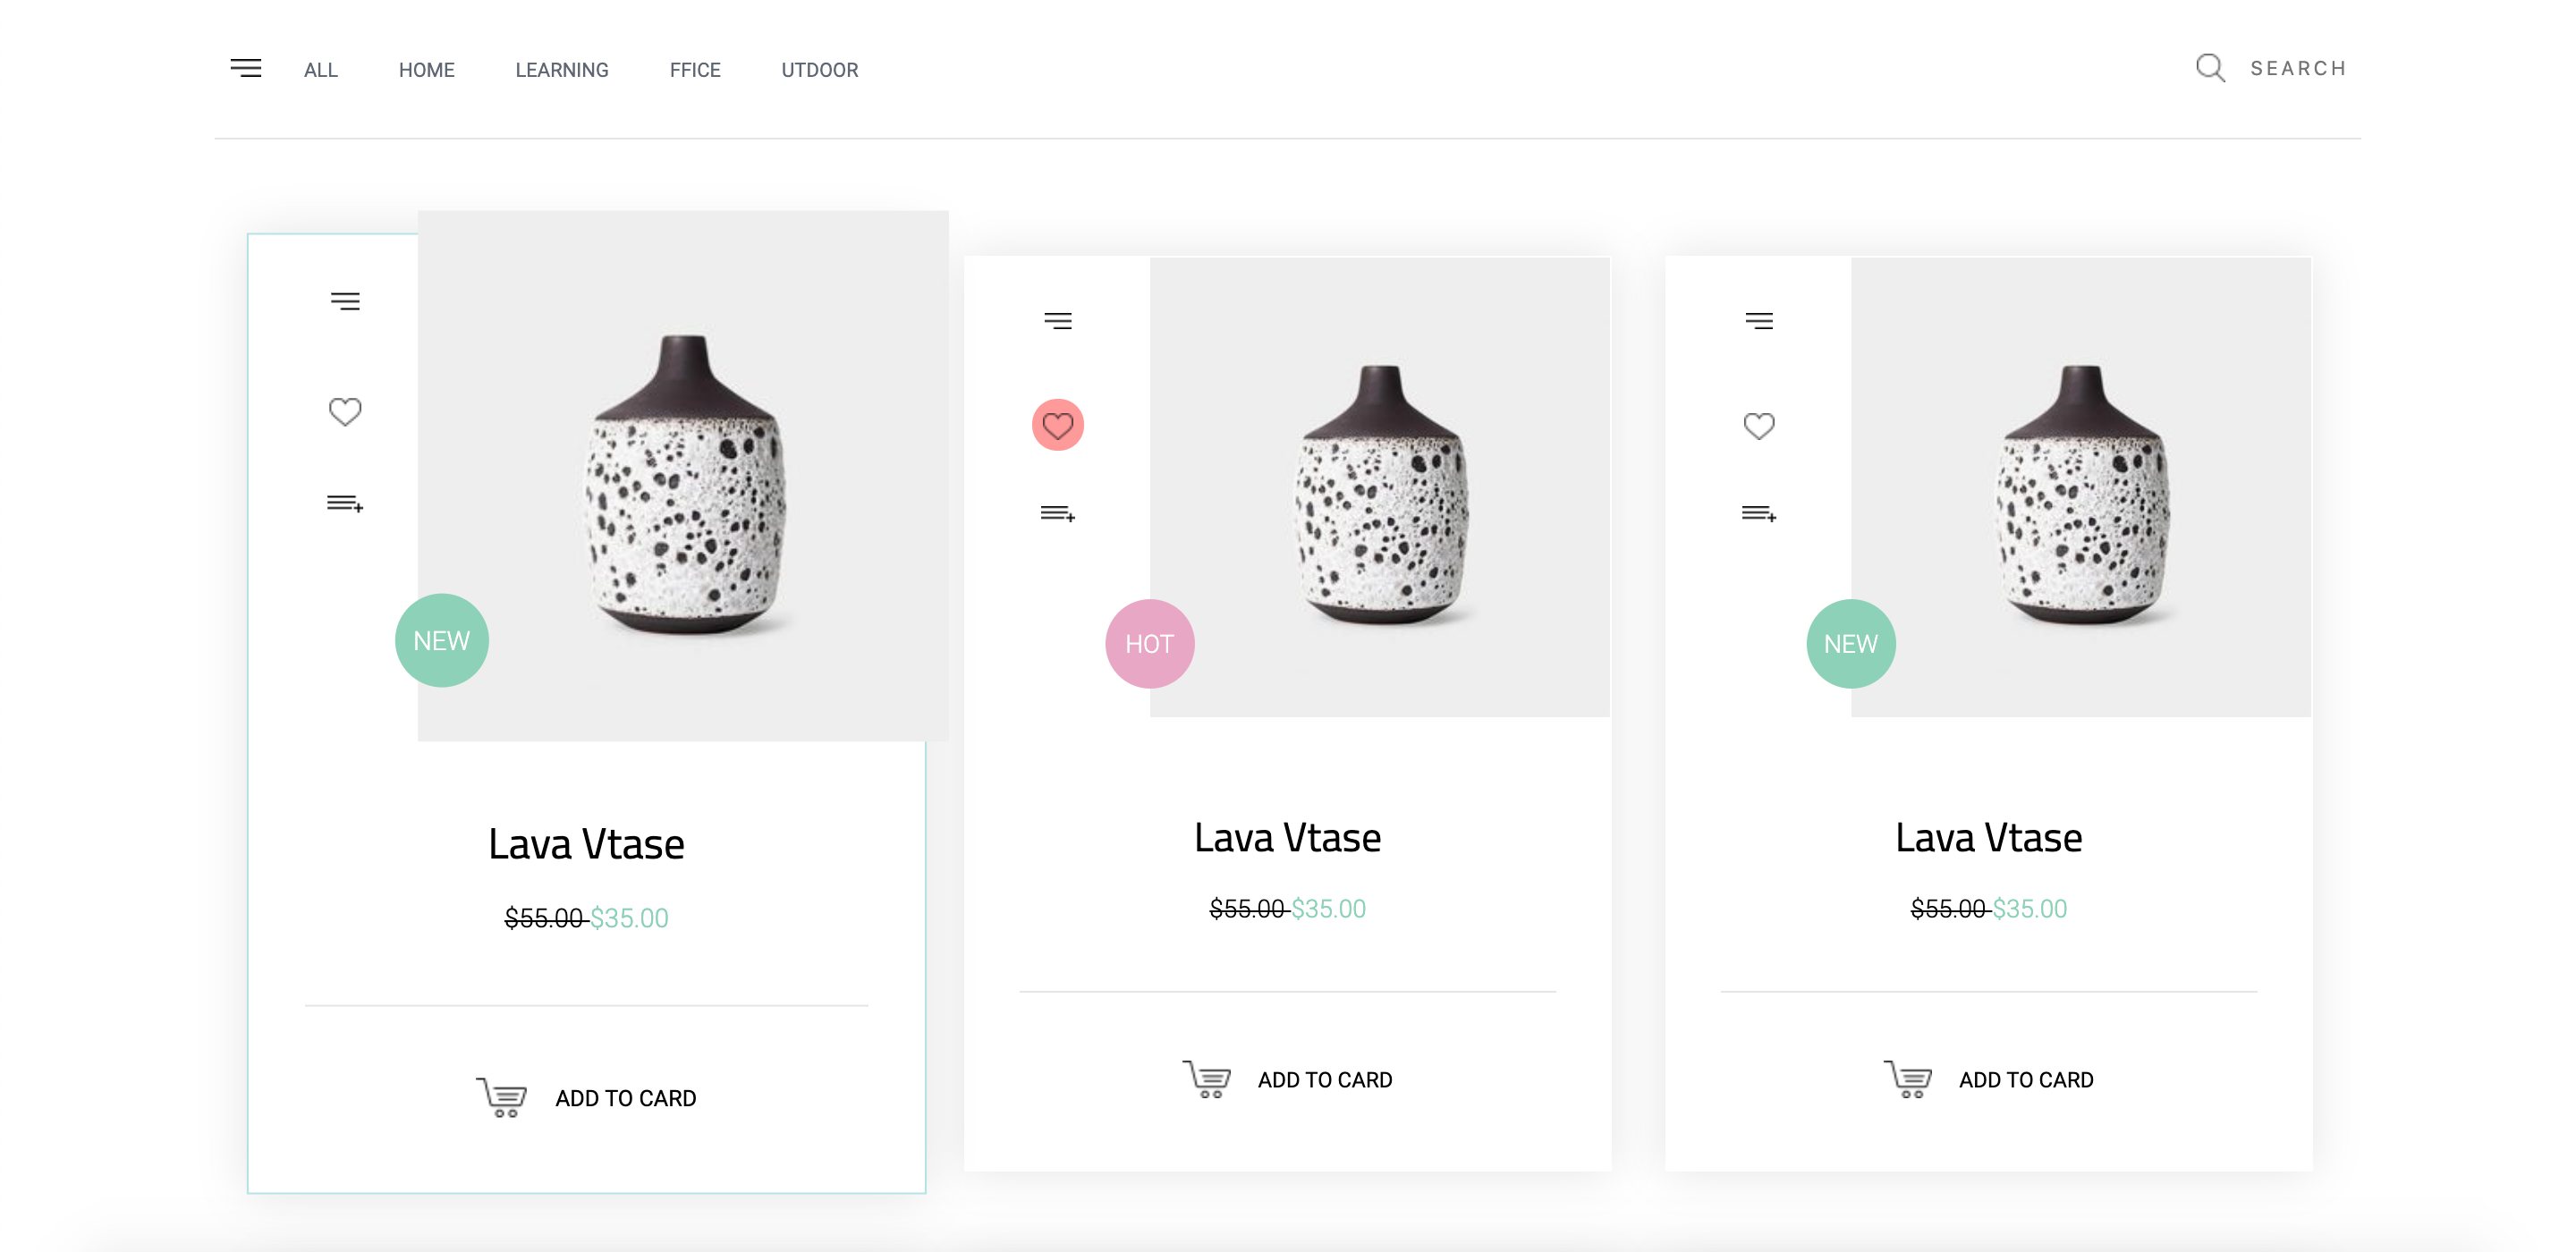 ALL HOME LEARNING FFICE UTDOOR SEARCH
NEW
Lava Vtase
$55.00 $35.00
ADD TO CARD
HOT
Lava Vtase
$55.00 $35.00
ADD TO CARD
NEW
Lava Vtase
$55.00 $35.00
ADD TO CARD